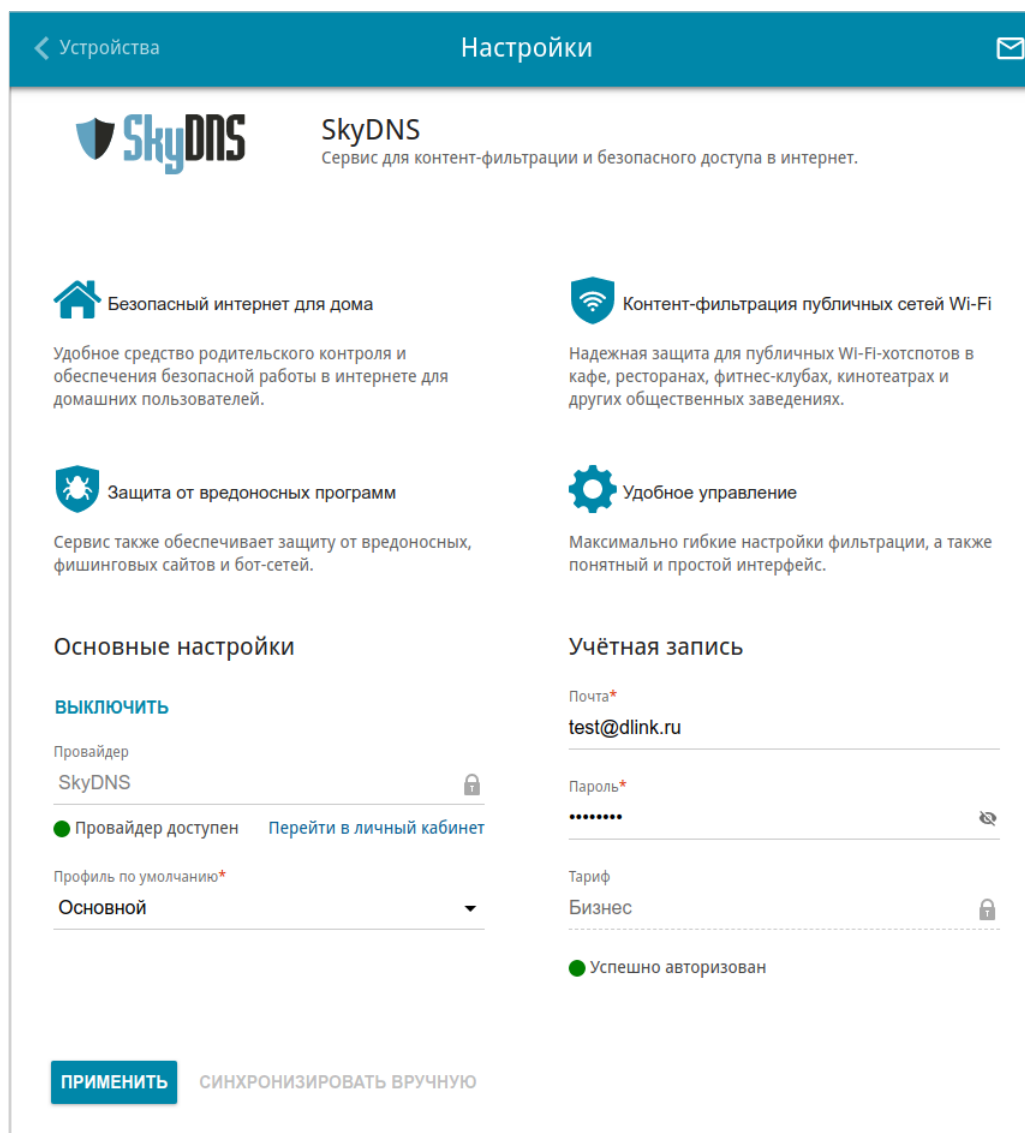 Устройства
Настройки
SkyDNS
SkyDNS
Сервис для контент-фильтрации и безопасного доступа в интернет.
Безопасный интернет для дома
Удобное средство родительского контроля и
обеспечения безопасной работы в интернете для
домашних пользователей.
Контент-фильтрация публичных сетей Wi-Fi
Надежная защита для публичных Wi-Fi-хотспотов в
кафе, ресторанах, фитнес-клубах, кинотеатрах и
других общественных заведениях.
Защита от вредоносных программ
Сервис также обеспечивает защиту от вредоносных,
фишинговых сайтов и бот-сетей.
Удобное управление
Максимально гибкие настройки фильтрации, а также
понятный и простой интерфейс.
Основные настройки
ВЫКЛЮЧИТЬ
Провайдер
SkyDNS
Провайдер доступен Перейти в личный кабинет
Профиль по умолчанию*
Основной
Учётная запись
Почта*
test@dlink.ru
Пароль*
••••••••
Тариф
Бизнес
Успешно авторизован
ПРИМЕНИТЬ
СИНХРОНИЗИРОВАТЬ ВРУЧНУЮ